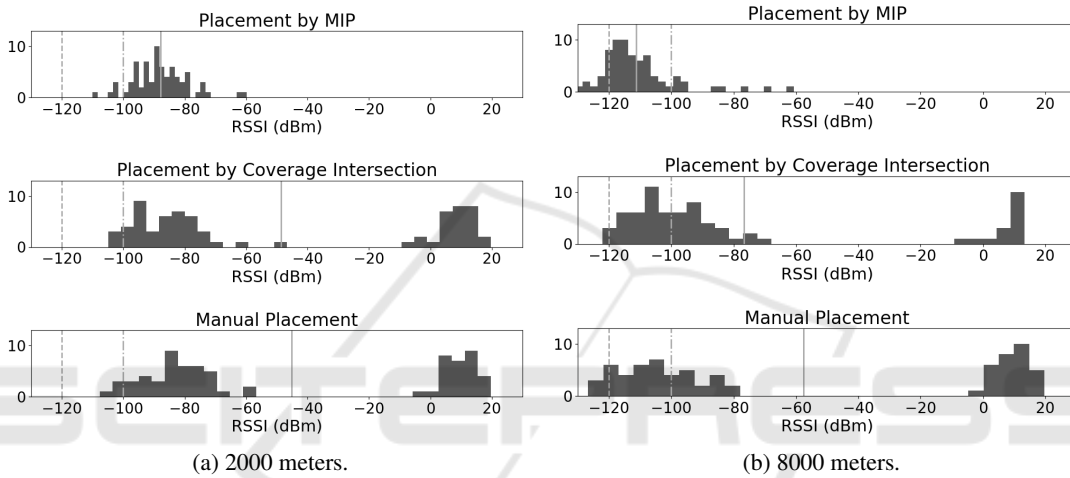 Placement by MIP
10
0
−120 −100 −80 −60 −40 −20 0 20
RSSI (dBm)
Placement by Coverage Intersection
10
0
−120 −100 −80 −60 −40 −20 0 20
RSSI (dBm)
Manual Placement
10
0
−120 −100 −80 −60 −40 −20 0 20
RSSI (dBm)
(a) 2000 meters.
Placement by MIP
10
0
−120 −100 −80 −60 −40 −20 0 20
RSSI (dBm)
Placement by Coverage Intersection
10
0
−120 −100 −80 −60 −40 −20 0 20
RSSI (dBm)
Manual Placement
10
0
−120 −100 −80 −60 −40 −20 0 20
RSSI (dBm)
(b) 8000 meters.
SCITEPRESS